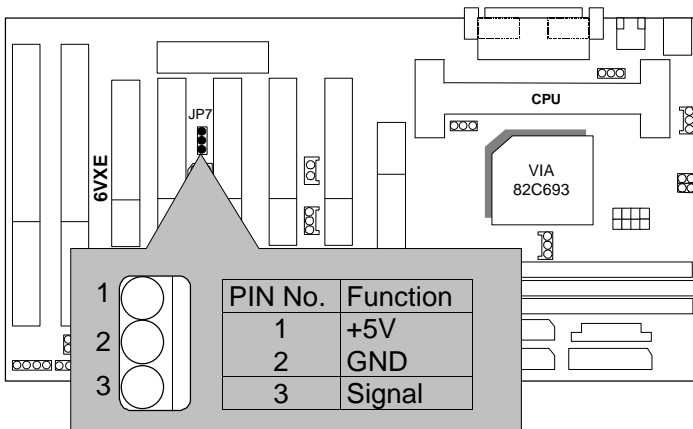 CPU
JP7
6VXE
VIA
82C693
1
2
3
PIN No. Function
1 +5V
2 GND
3 Signal